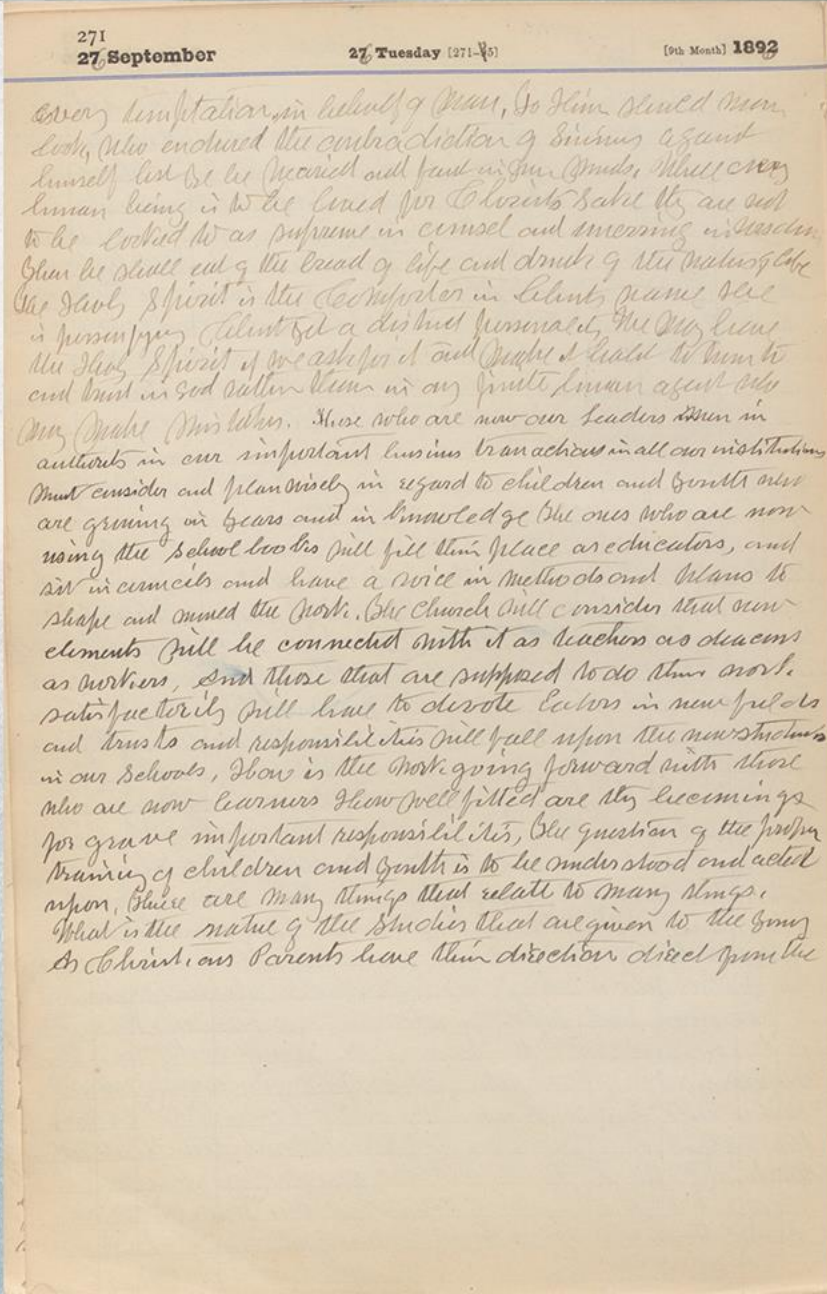 271
27 September 27 Tuesday [271-95] [9th Month] 1892
every temptation in behalf of man, To Him should man
look, who endured the contradiction of sinners against
himself lest ye be wearied and faint in your minds. While every
human being is to be loved for Christ's sake they are not
to be looked to as supreme in counsel and unerring in wisdom
he shall eat of the bread of life and drink of the water of life
The Holy Spirit is the Comforter in Christs name
is personifying Christ yet a distinct personality. We may have
the Holy Spirit if we ask for it and make it habit to turn to
and trust in God rather than in any finite human agent who
may make mistakes. Those who are now our leaders men in
authority in our important business transactions in all our institutions
must consider and plan wisely in regard to children and youth who
are growing in years and in knowledge The ones who are now
using the school books will fill their place as educators, and
sit in councils and have a voice in methods and plans to
shape and mould the work. The church will consider that new
elements will be connected with it as teachers as deacons
as workers, and those that are supposed to do this work
satisfactorily will have to devote labors in new fields
and trusts and responsibilities will fall upon the new students
in our schools, How is the work going forward with those
who are now learners How well fitted are they becomings
for grave important responsibilities, The question of the proper
training of children and youth is to be understood and acted
upon, There are many things that relate to many things.
What is the nature of the studies that are given to the young
As Christians Parents have their direction direct from the